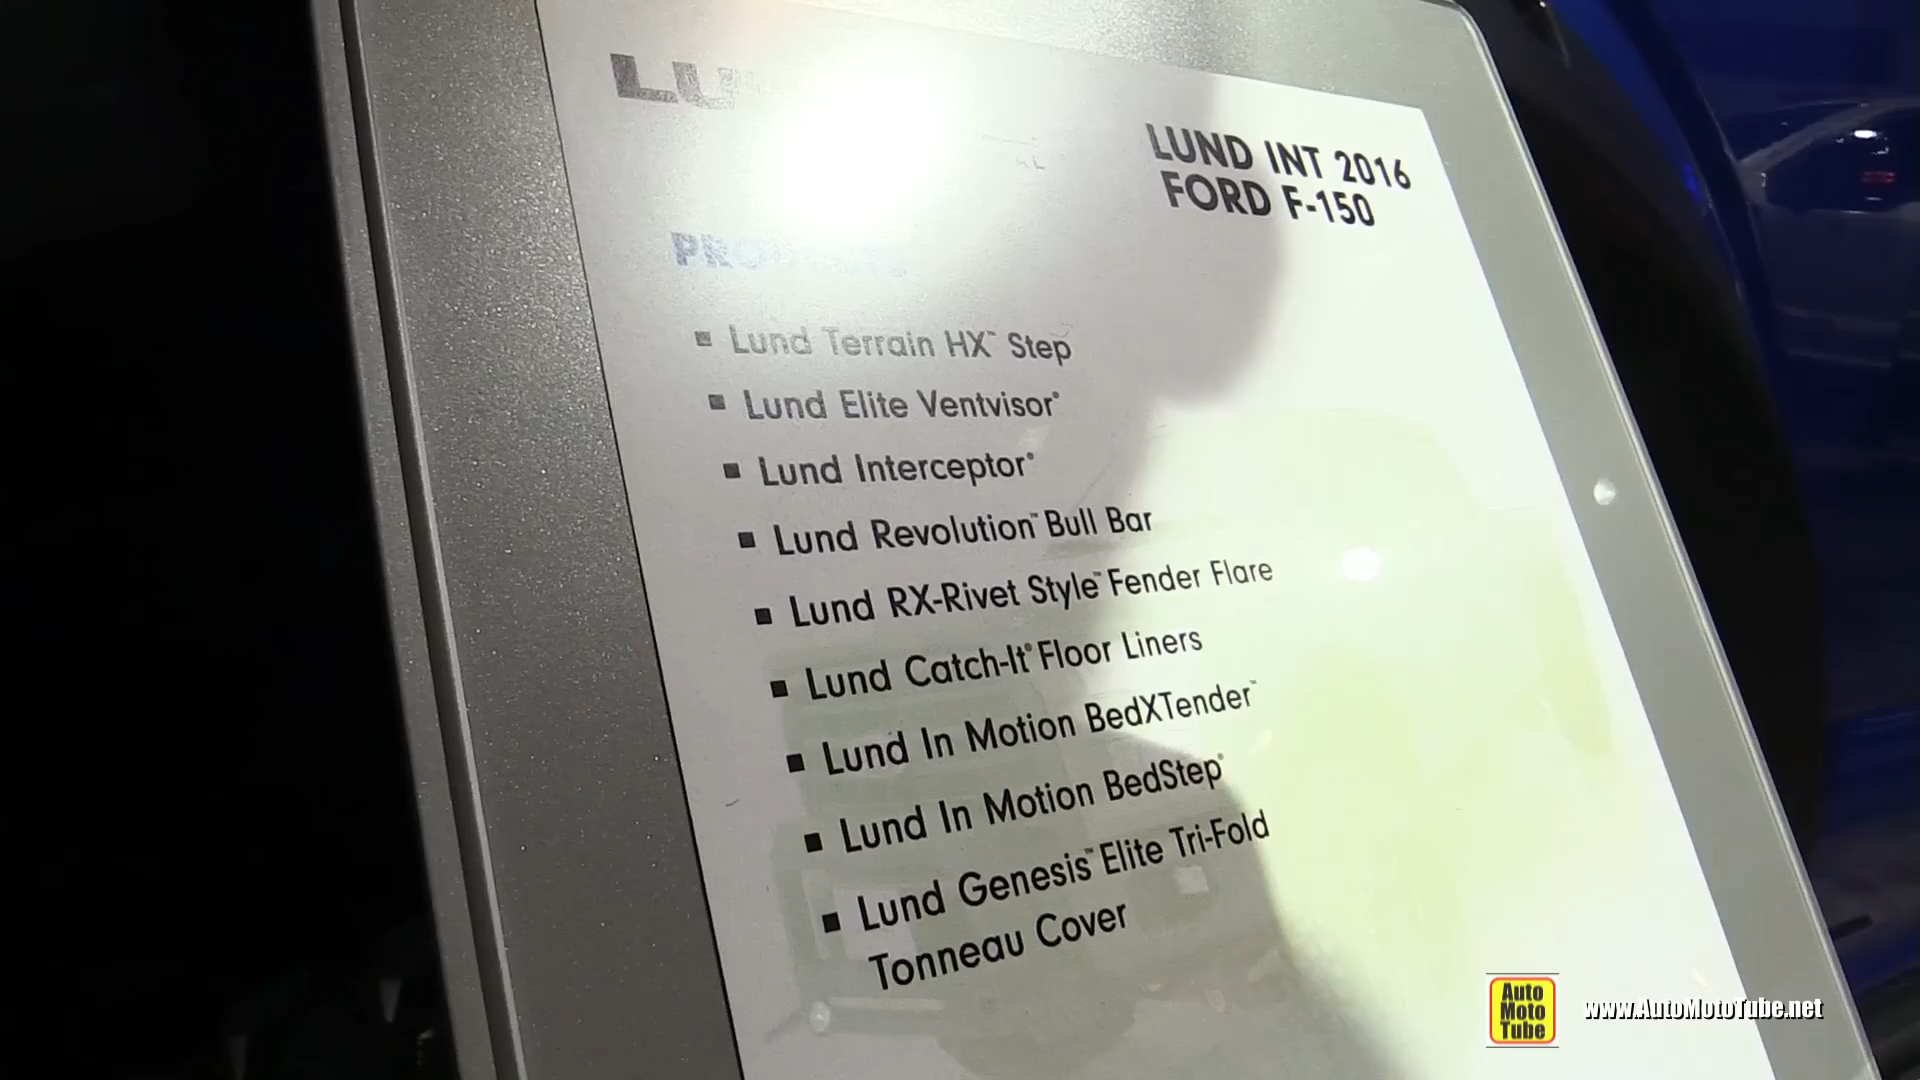 LUND INT 2016
FORD F-150
▪ Lund Terrain HX™ Step
▪ Lund Elite Ventvisor®
▪ Lund Interceptor®
▪ Lund Revolution™ Bull Bar
▪ Lund RX-Rivet Style™ Fender Flare
▪ Lund Catch-It® Floor Liners
▪ Lund In Motion BedXTender™
▪ Lund In Motion BedStep®
▪ Lund Genesis™ Elite Tri-Fold
Tonneau Cover
Auto
Moto
Tube
www.AutoMotoTube.net